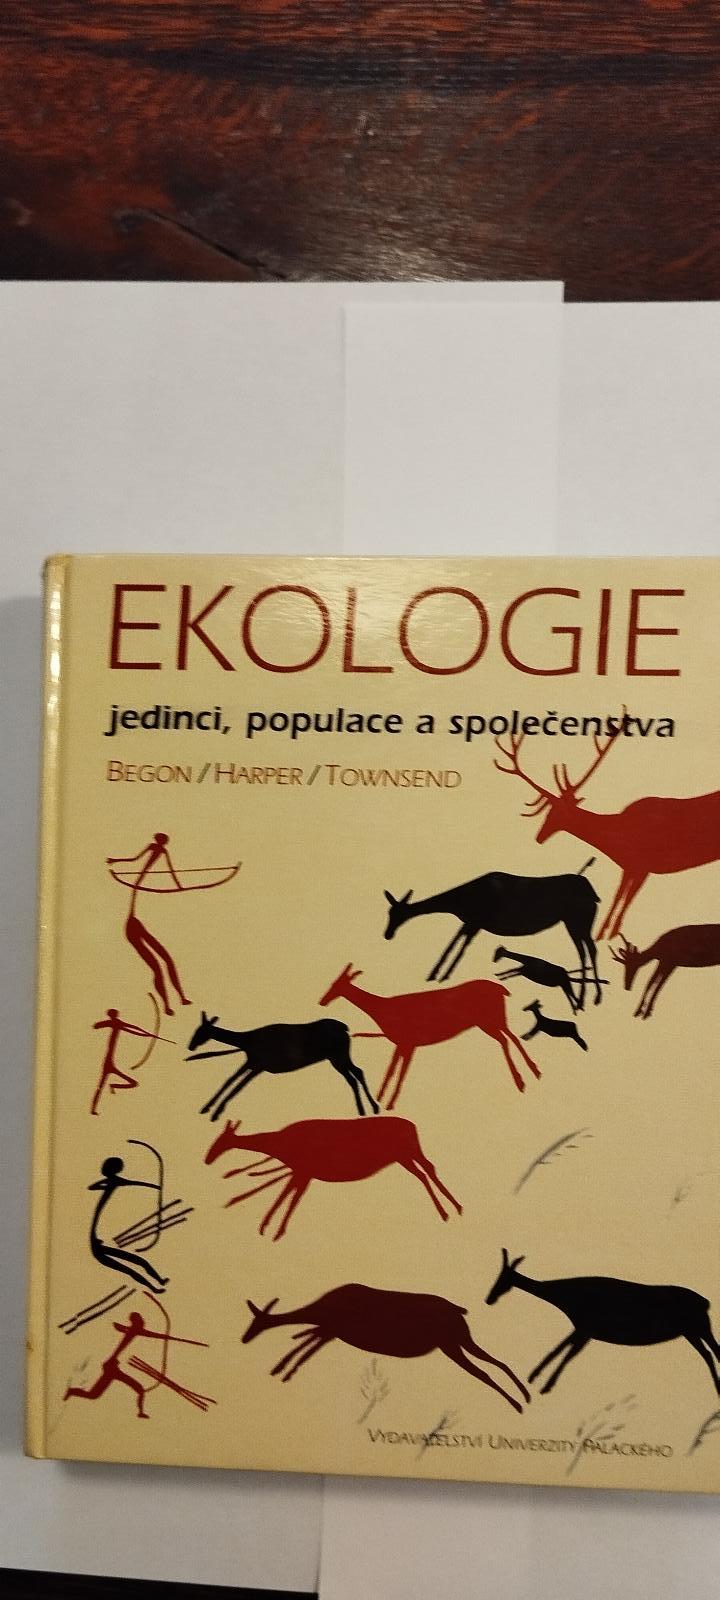 EKOLOGIE
jedinci, populace a společenstva
BEGON / HARPER / TOWNSEND
VYDAVATELSTVÍ UNIVERZITY PALACKÉHO